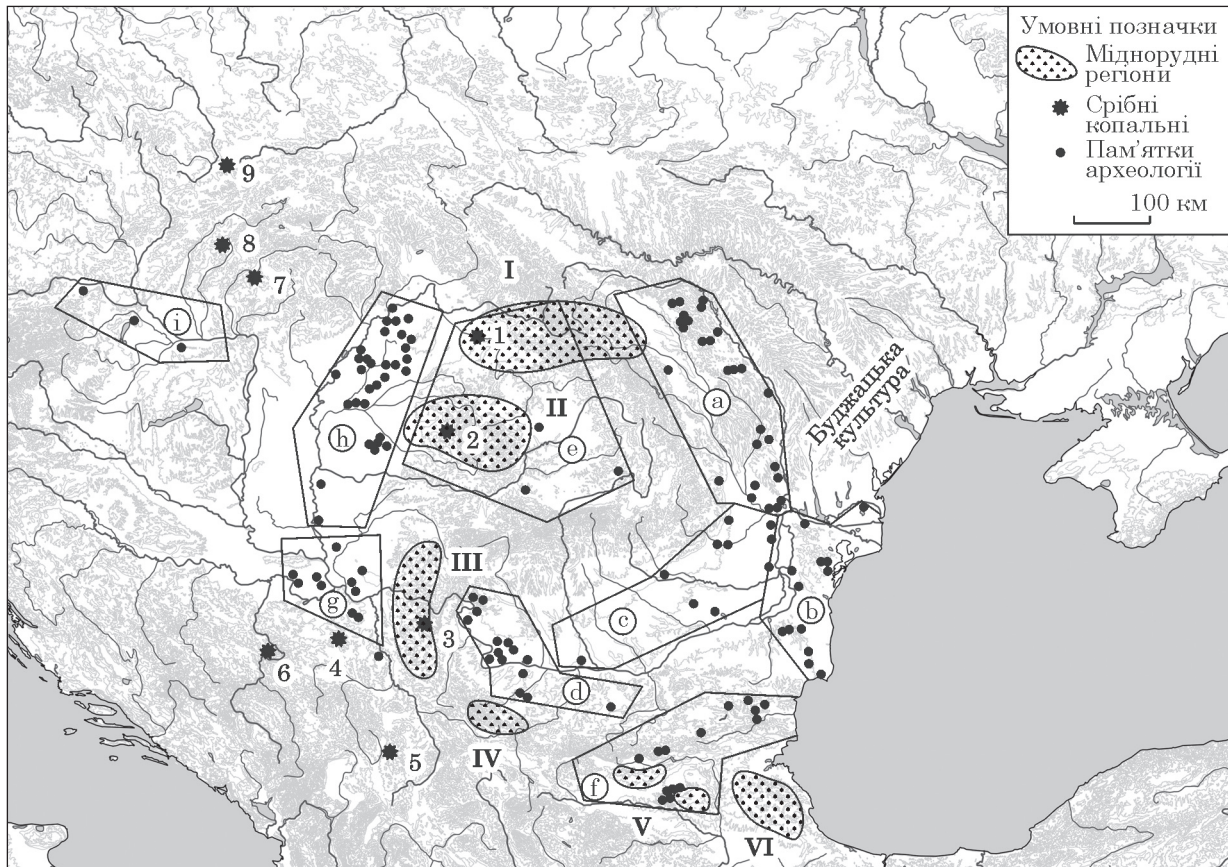 Умовні позначки
Міднорудні
регіони
Срібні
копальні
Пам'ятки
археології
100 км
9
8
7
I
i
1
a
Буджацька
культура
II
h
2
e
III
g
c
b
3
4
6
d
5
IV
f
V
VI